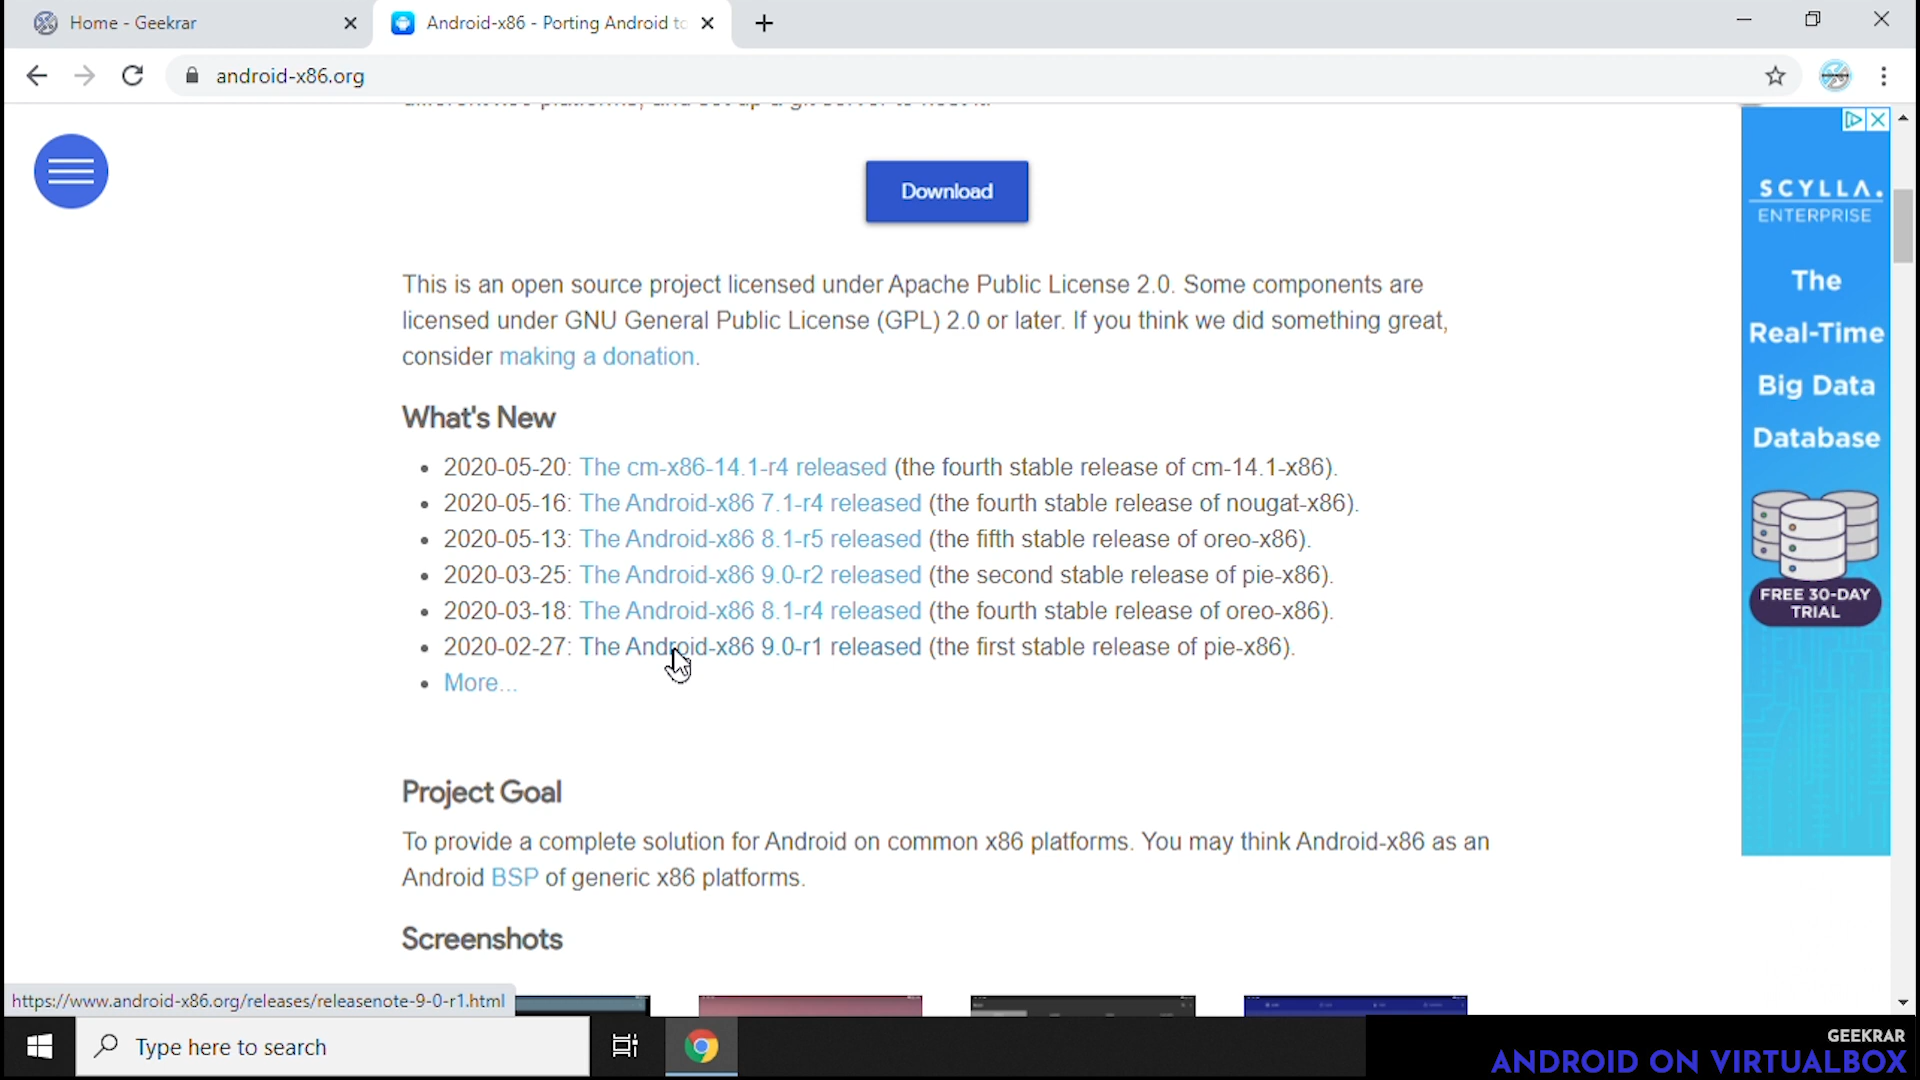 Home - Geekrar
Android-x86 - Porting Android to
android-x86.org
Download
This is an open source project licensed under Apache Public License 2.0. Some components are
licensed under GNU General Public License (GPL) 2.0 or later. If you think we did something great,
consider making a donation.
What's New
2020-05-20: The cm-x86-14.1-r4 released (the fourth stable release of cm-14.1-x86).
2020-05-16: The Android-x86 7.1-r4 released (the fourth stable release of nougat-x86).
2020-05-13: The Android-x86 8.1-r5 released (the fifth stable release of oreo-x86).
2020-03-25: The Android-x86 9.0-r2 released (the second stable release of pie-x86).
2020-03-18: The Android-x86 8.1-r4 released (the fourth stable release of oreo-x86).
2020-02-27: The Android-x86 9.0-r1 released (the first stable release of pie-x86).
More...
Project Goal
To provide a complete solution for Android on common x86 platforms. You may think Android-x86 as an
Android BSP of generic x86 platforms.
Screenshots
SCYLLA.
ENTERPRISE
The
Real-Time
Big Data
Database
FREE 30-DAY
TRIAL
https://www.android-x86.org/releases/releasenote-9-0-r1.html
Type here to search
GEEKRAR
ANDROID ON VIRTUALBOX